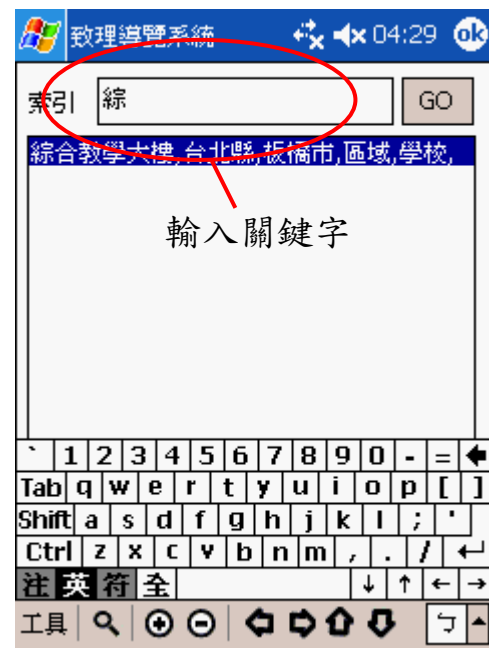 致理導覽系統 04:29 ok
索引 綜 GO
綜合教學大樓,台北縣,板橋市,區域,學校,
輸入關鍵字
` 1 2 3 4 5 6 7 8 9 0 - =
Tab q w e r t y u i o p [ ]
Shift a s d f g h j k l ; '
Ctrl z x c v b n m , . /
注 英 符 全
工具 ㄅ